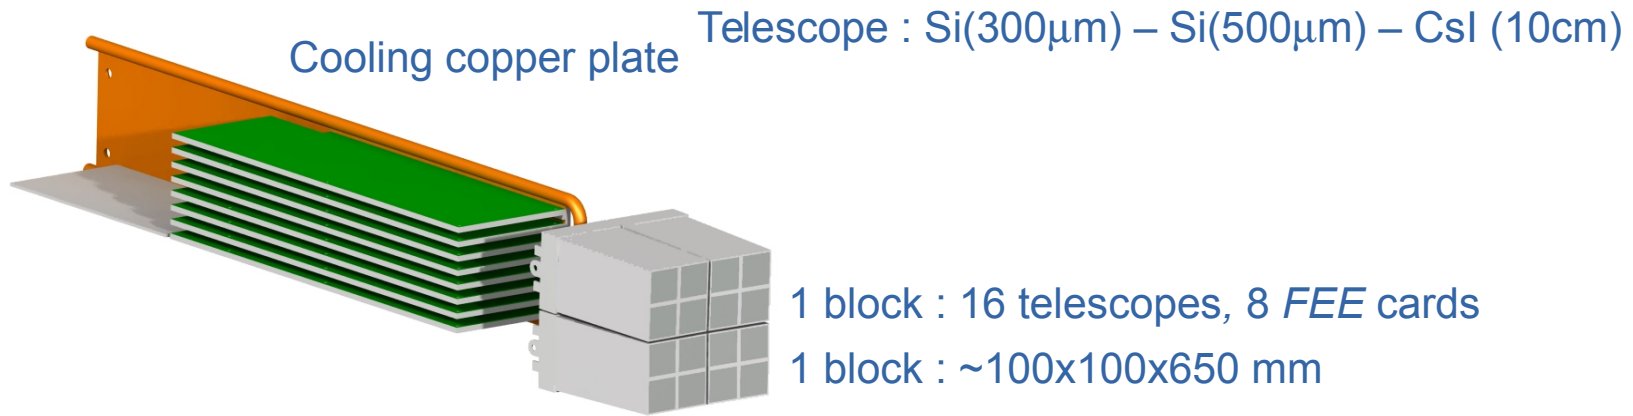 Telescope : Si(300μm) – Si(500μm) – CsI (10cm)
Cooling copper plate
1 block : 16 telescopes, 8 FEE cards
1 block : ~100x100x650 mm